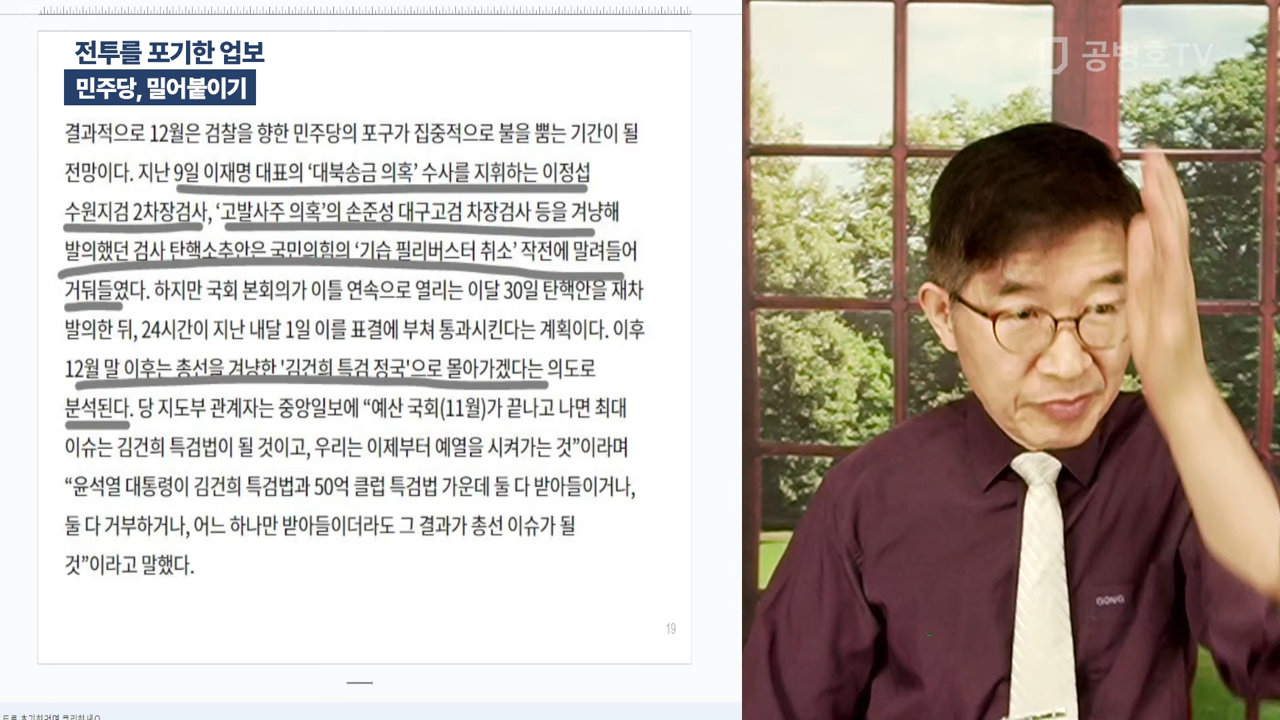 전투를 포기한 업보
민주당, 밀어붙이기
결과적으로 12월은 검찰을 향한 민주당의 포구가 집중적으로 불을 뿜는 기간이 될
전망이다. 지난 9일 이재명 대표의 ‘대북송금 의혹’ 수사를 지휘하는 이정섭
수원지검 2차장검사, ‘고발사주 의혹’의 손준성 대구고검 차장검사 등을 겨냥해
발의했던 검사 탄핵소추안은 국민의힘의 ‘기습 필리버스터 취소’ 작전에 말려들어
거둬들였다. 하지만 국회 본회의가 이틀 연속으로 열리는 이달 30일 탄핵안을 재차
발의한 뒤, 24시간이 지난 내달 1일 이를 표결에 부쳐 통과시킨다는 계획이다. 이후
12월 말 이후는 총선을 겨냥한 '김건희 특검 정국'으로 몰아가겠다는 의도로
분석된다. 당 지도부 관계자는 중앙일보에 “예산 국회(11월)가 끝나고 나면 최대
이슈는 김건희 특검법이 될 것이고, 우리는 이제부터 예열을 시켜가는 것”이라며
“윤석열 대통령이 김건희 특검법과 50억 클럽 특검법 가운데 둘 다 받아들이거나,
둘 다 거부하거나, 어느 하나만 받아들이더라도 그 결과가 총선 이슈가 될
것”이라고 말했다.
19
공병호TV
GONG